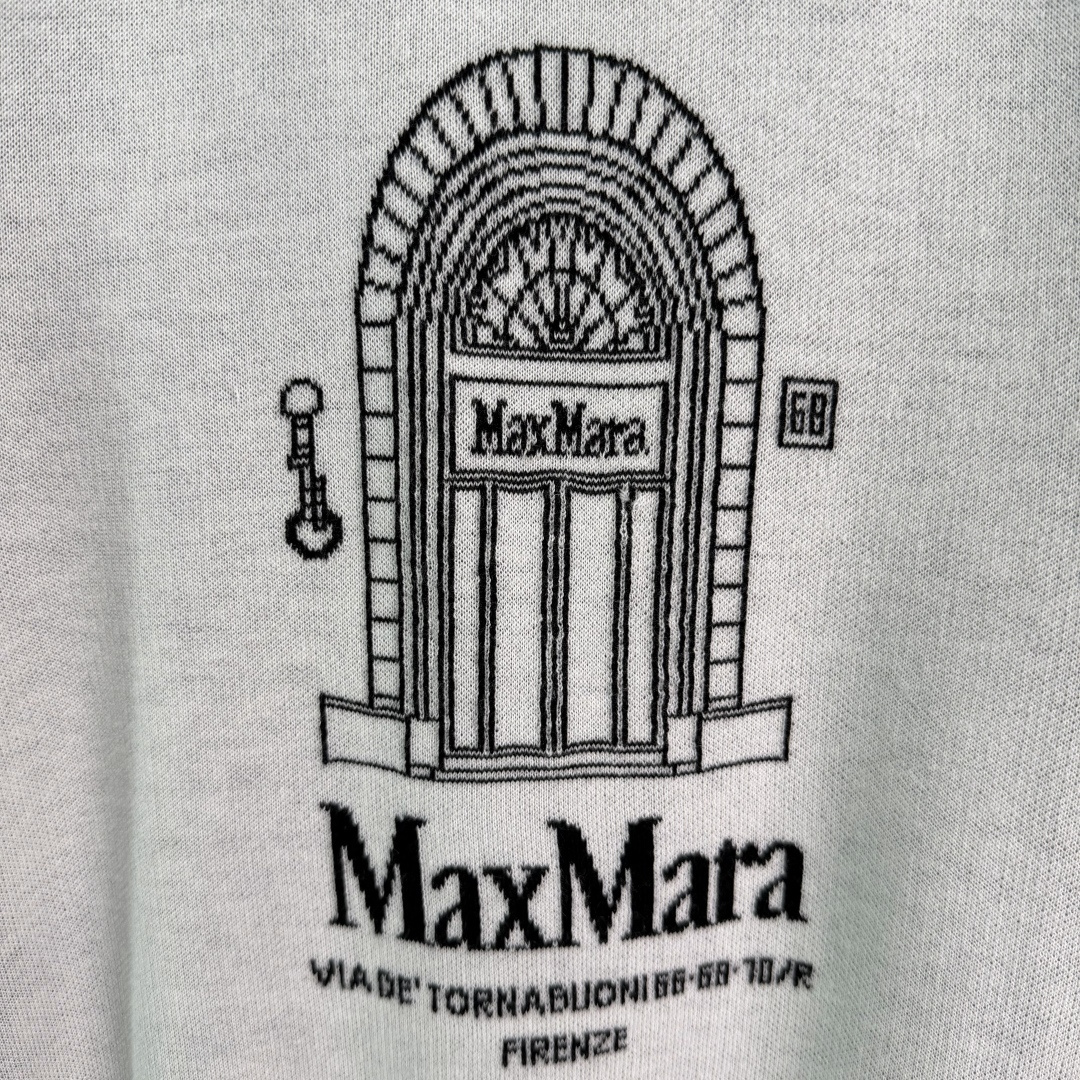 MaxMara
68
MaxMara
VIA DE' TORNABUONI 66-68-70/R
FIRENZE